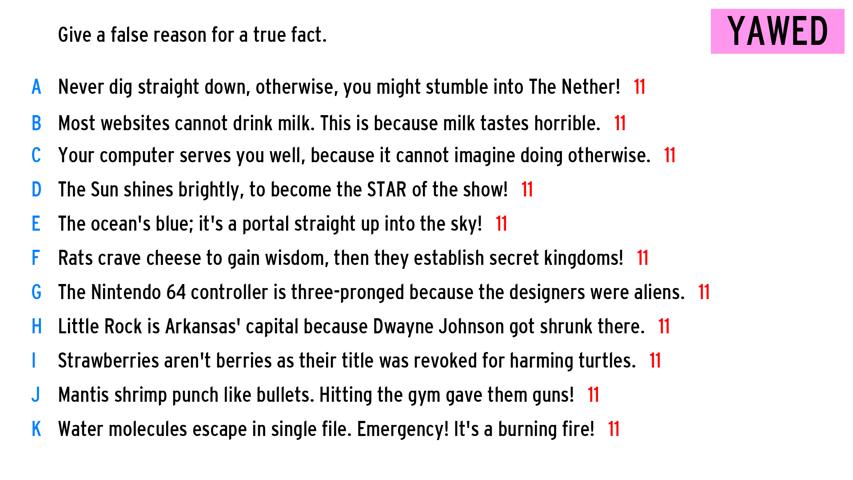 Give a false reason for a true fact.
YAWED
A Never dig straight down, otherwise, you might stumble into The Nether! 11
B Most websites cannot drink milk. This is because milk tastes horrible. 11
C Your computer serves you well, because it cannot imagine doing otherwise. 11
D The Sun shines brightly, to become the STAR of the show! 11
E The ocean's blue; it's a portal straight up into the sky! 11
F Rats crave cheese to gain wisdom, then they establish secret kingdoms! 11
G The Nintendo 64 controller is three-pronged because the designers were aliens. 11
H Little Rock is Arkansas' capital because Dwayne Johnson got shrunk there. 11
I Strawberries aren't berries as their title was revoked for harming turtles. 11
J Mantis shrimp punch like bullets. Hitting the gym gave them guns! 11
K Water molecules escape in single file. Emergency! It's a burning fire! 11